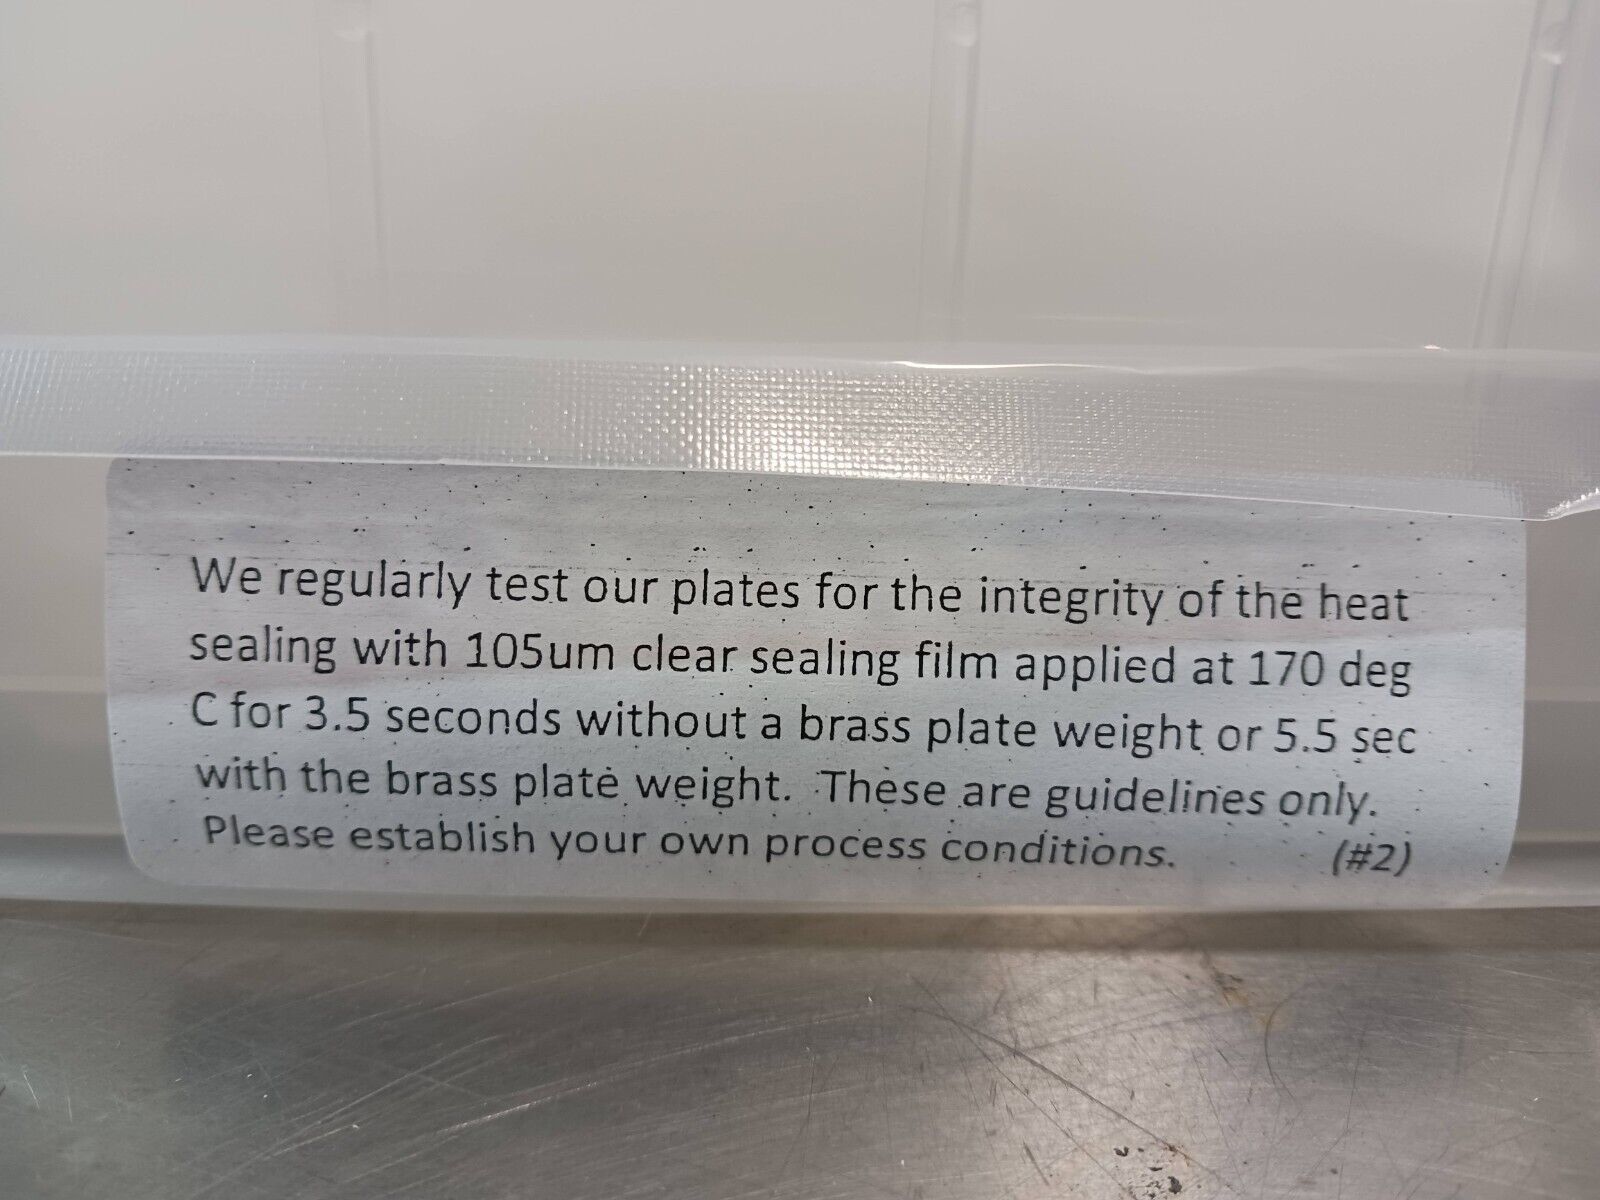 We regularly test our plates for the integrity of the heat
sealing with 105um clear sealing film applied at 170 deg
C for 3.5 seconds without a brass plate weight or 5.5 sec
with the brass plate weight. These are guidelines only.
Please establish your own process conditions. (#2)